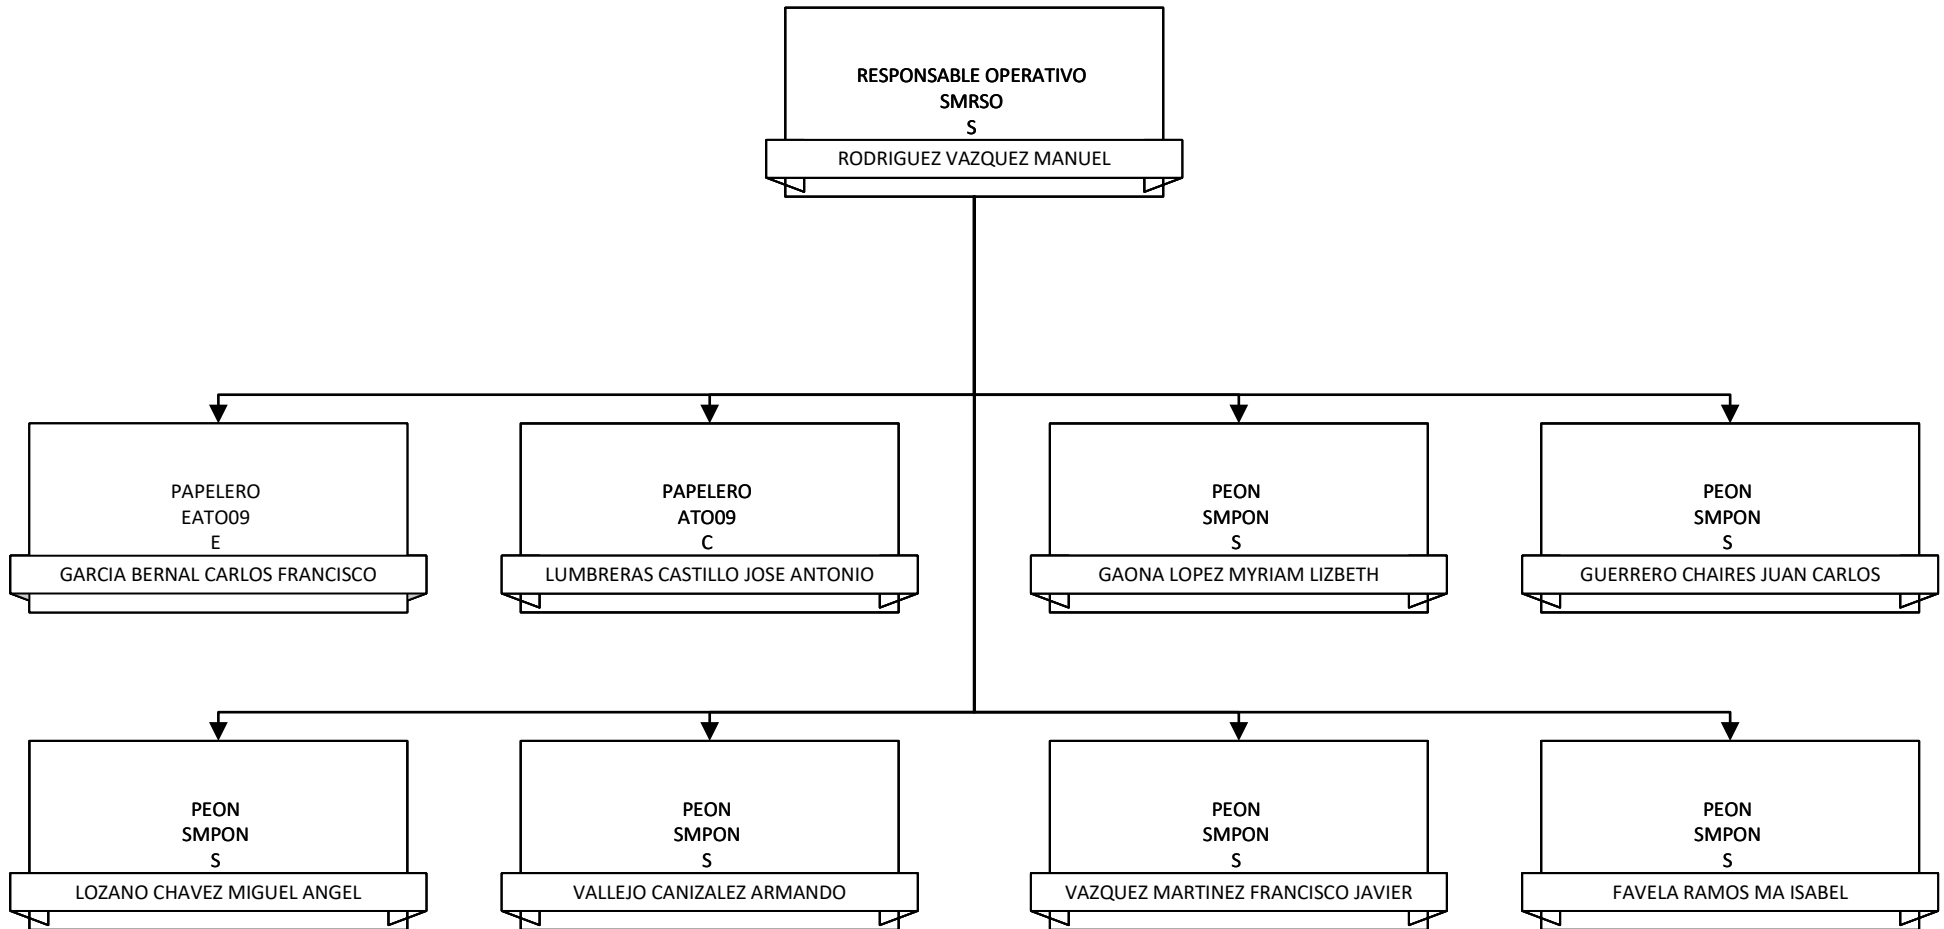 RESPONSABLE OPERATIVO
SMRSO
S
RODRIGUEZ VAZQUEZ MANUEL
PAPELERO
EATO09
E
GARCIA BERNAL CARLOS FRANCISCO
PAPELERO
ATO09
C
LUMBRERAS CASTILLO JOSE ANTONIO
PEON
SMPON
S
GAONA LOPEZ MYRIAM LIZBETH
PEON
SMPON
S
GUERRERO CHAIRES JUAN CARLOS
PEON
SMPON
S
LOZANO CHAVEZ MIGUEL ANGEL
PEON
SMPON
S
VALLEJO CANIZALEZ ARMANDO
PEON
SMPON
S
VAZQUEZ MARTINEZ FRANCISCO JAVIER
PEON
SMPON
S
FAVELA RAMOS MA ISABEL